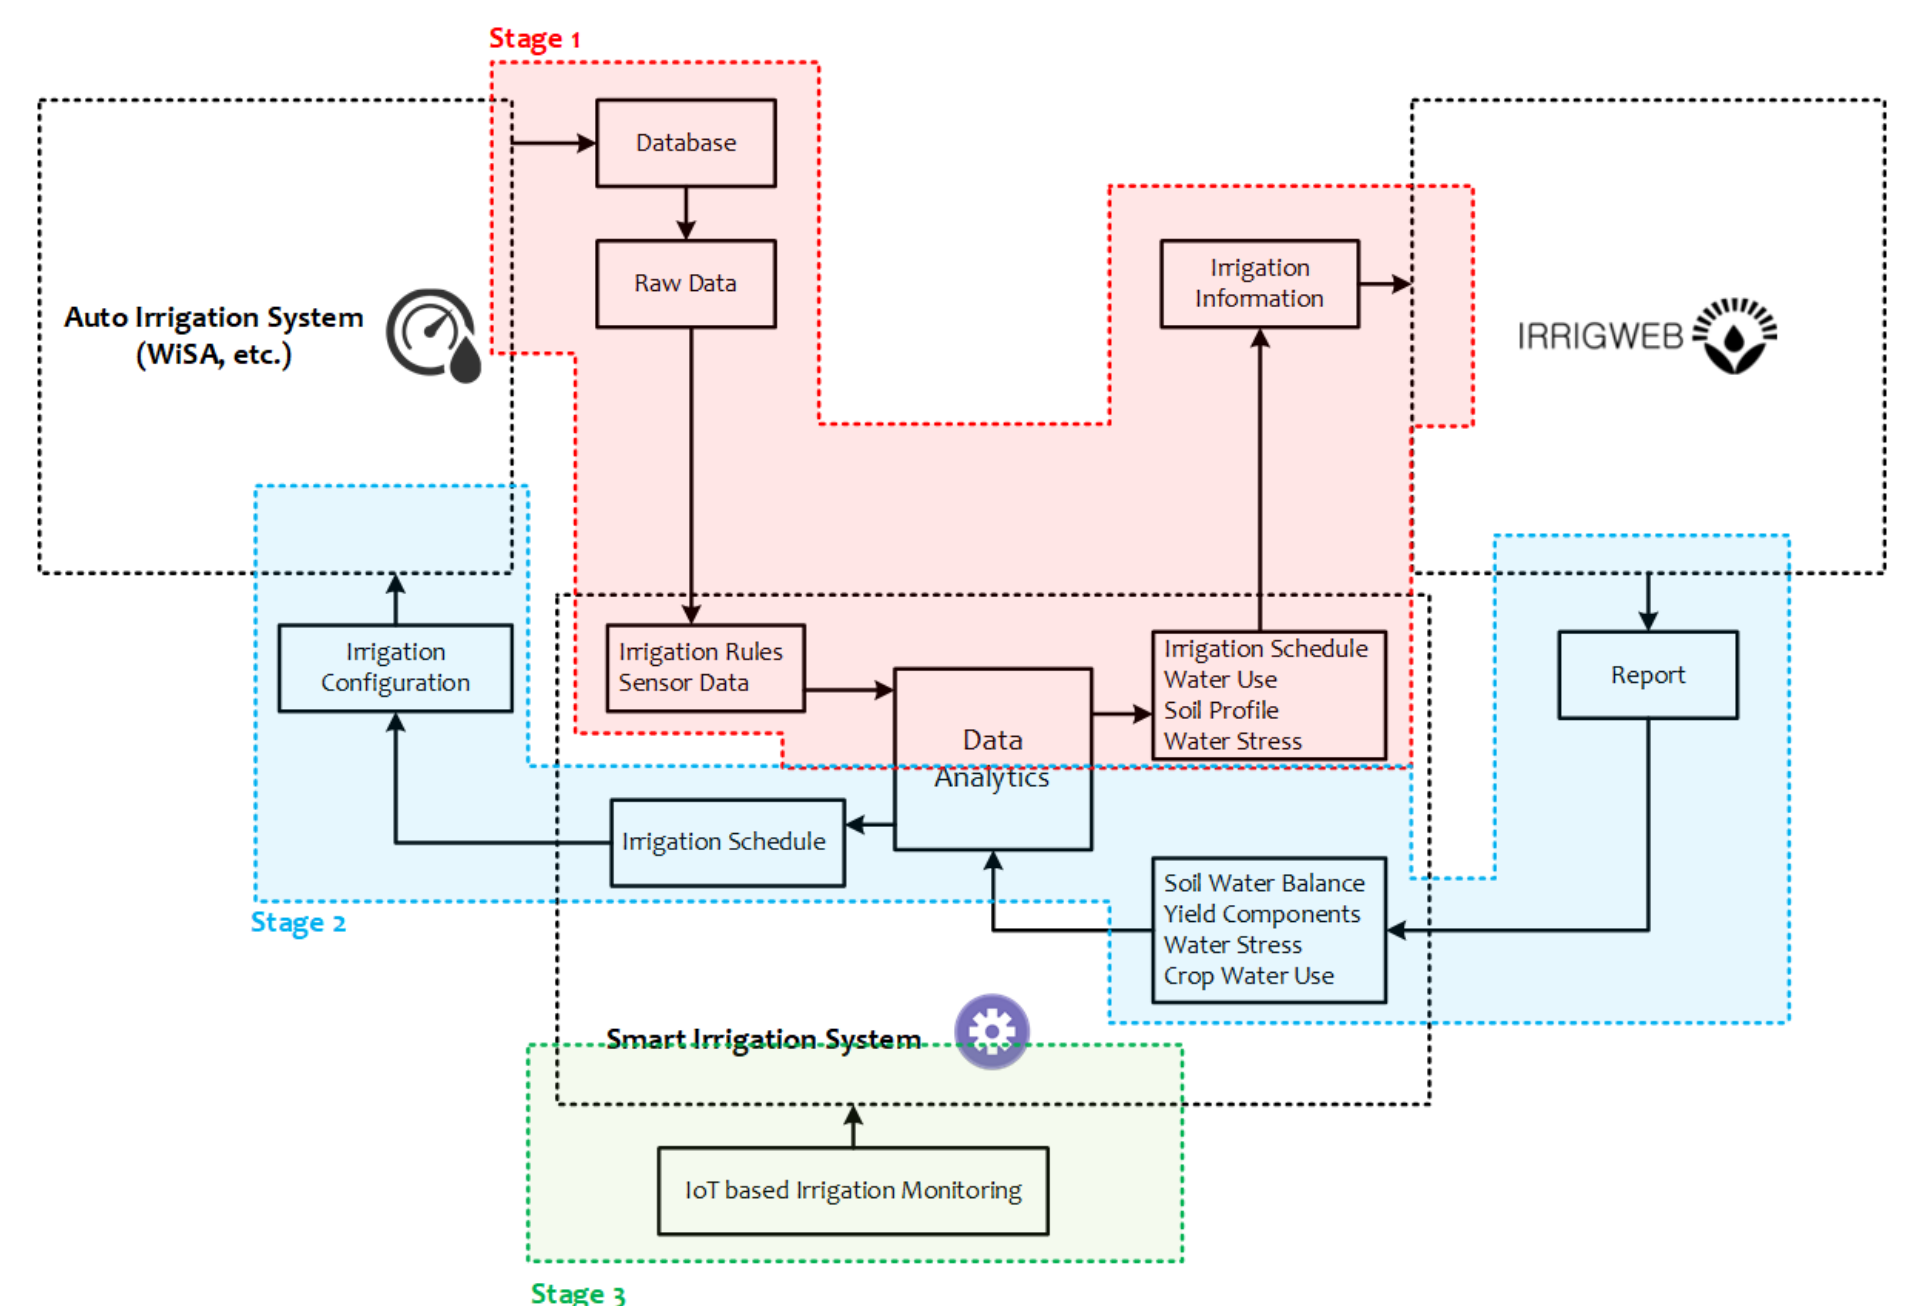 Stage 1
Database
Raw Data
Auto Irrigation System
(WiSA, etc.)
Irrigation
Information
IRRIGWEB
Irrigation
Configuration
Irrigation Rules
Sensor Data
Data
Analytics
Irrigation Schedule
Water Use
Soil Profile
Water Stress
Report
Irrigation Schedule
Soil Water Balance
Yield Components
Water Stress
Crop Water Use
Stage 2
Smart Irrigation System
IoT based Irrigation Monitoring
Stage 3